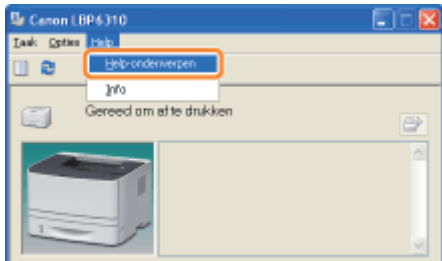 Canon LBP6310
Taak Opties Help
Help-onderwerpen
Info
Gereed om af te drukken